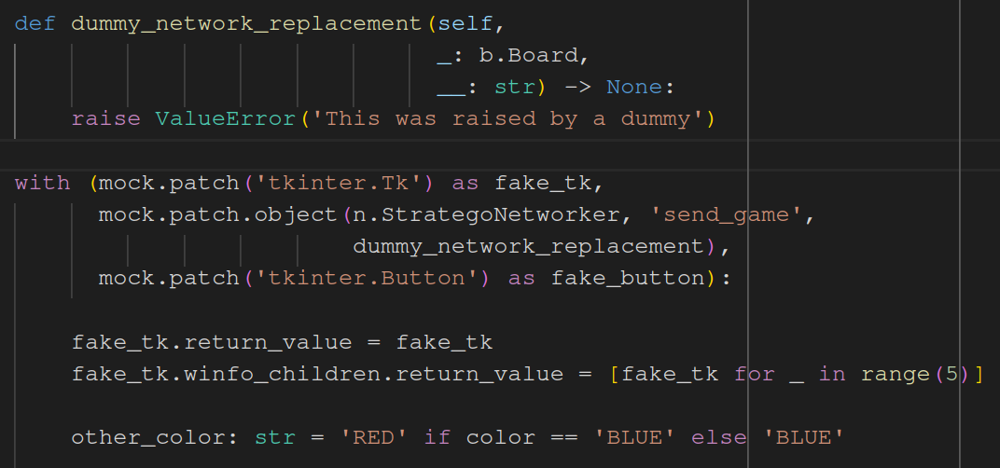 def dummy_network_replacement(self,
                              _: b.Board,
                              __: str) -> None:
    raise ValueError('This was raised by a dummy')

with (mock.patch('tkinter.Tk') as fake_tk,
      mock.patch.object(n.StrategoNetworker, 'send_game',
                        dummy_network_replacement),
      mock.patch('tkinter.Button') as fake_button):

    fake_tk.return_value = fake_tk
    fake_tk.winfo_children.return_value = [fake_tk for _ in range(5)]

    other_color: str = 'RED' if color == 'BLUE' else 'BLUE'